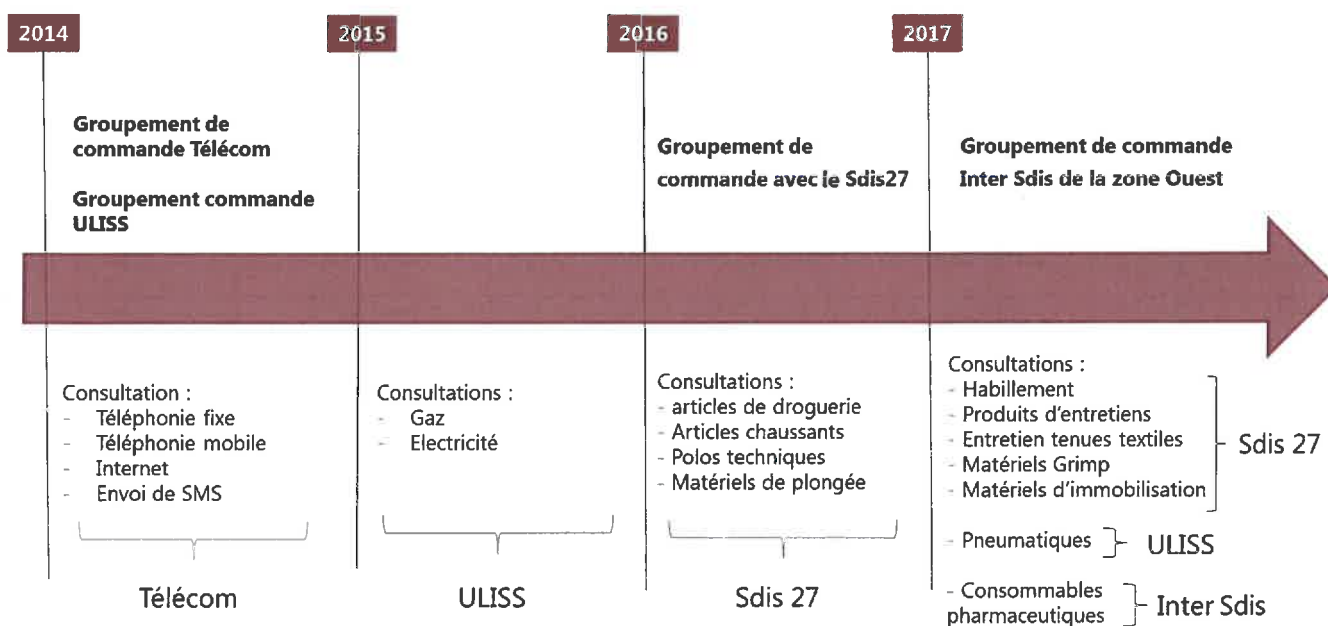 2014
2015
2016
2017
Groupement de
commande Télécom
Groupement commande
ULISS
Groupement de
commande avec le Sdis27
Groupement de commande
Inter Sdis de la zone Ouest
Consultation :
- Téléphonie fixe
- Téléphonie mobile
- Internet
- Envoi de SMS
Télécom
Consultations :
- Gaz
- Electricité
ULISS
Consultations :
- articles de droguerie
- Articles chaussants
- Polos techniques
- Matériels de plongée
Sdis 27
Consultations :
- Habillement
- Produits d'entretiens
- Entretien tenues textiles
- Matériels Grimp
- Matériels d'immobilisation
Sdis 27
- Pneumatiques
ULISS
- Consommables
pharmaceutiques
Inter Sdis